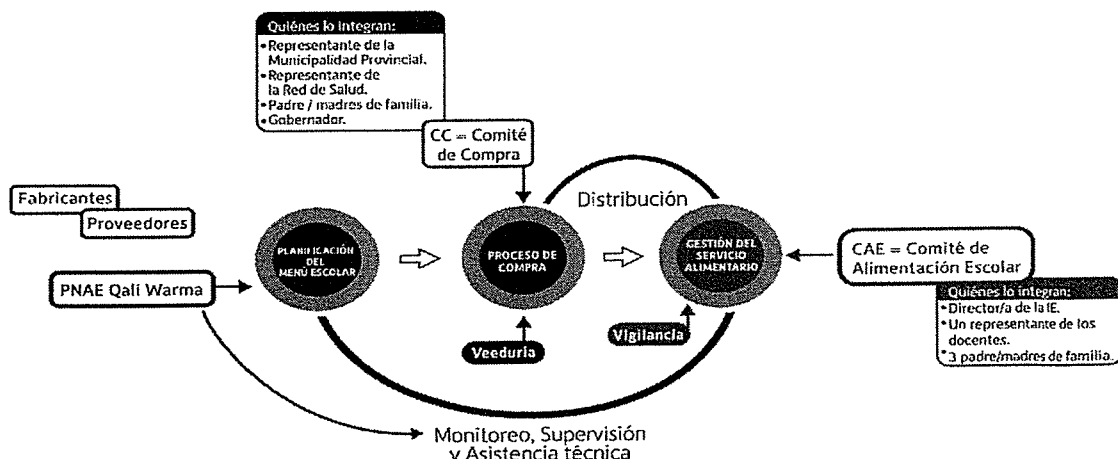 Quiénes lo integran:
•Representante de la
Municipalidad Provincial.
•Representante de
la Red de Salud.
•Padre / madres de familia.
•Gobernador.
CC = Comité
de Compra
Fabricantes
Proveedores
PNAE Qali Warma
PLANIFICACIÓN
DEL
MENÚ ESCOLAR
PROCESO DE
COMPRA
Distribución
GESTIÓN DEL
SERVICIO
ALIMENTARIO
CAE = Comité de
Alimentación Escolar
Quiénes lo integran:
•Director/a de la IE.
•Un representante de los
docentes.
•3 padre/madres de familia.
Veeduria
Vigilancia
Monitoreo, Supervisión
y Asistencia técnica